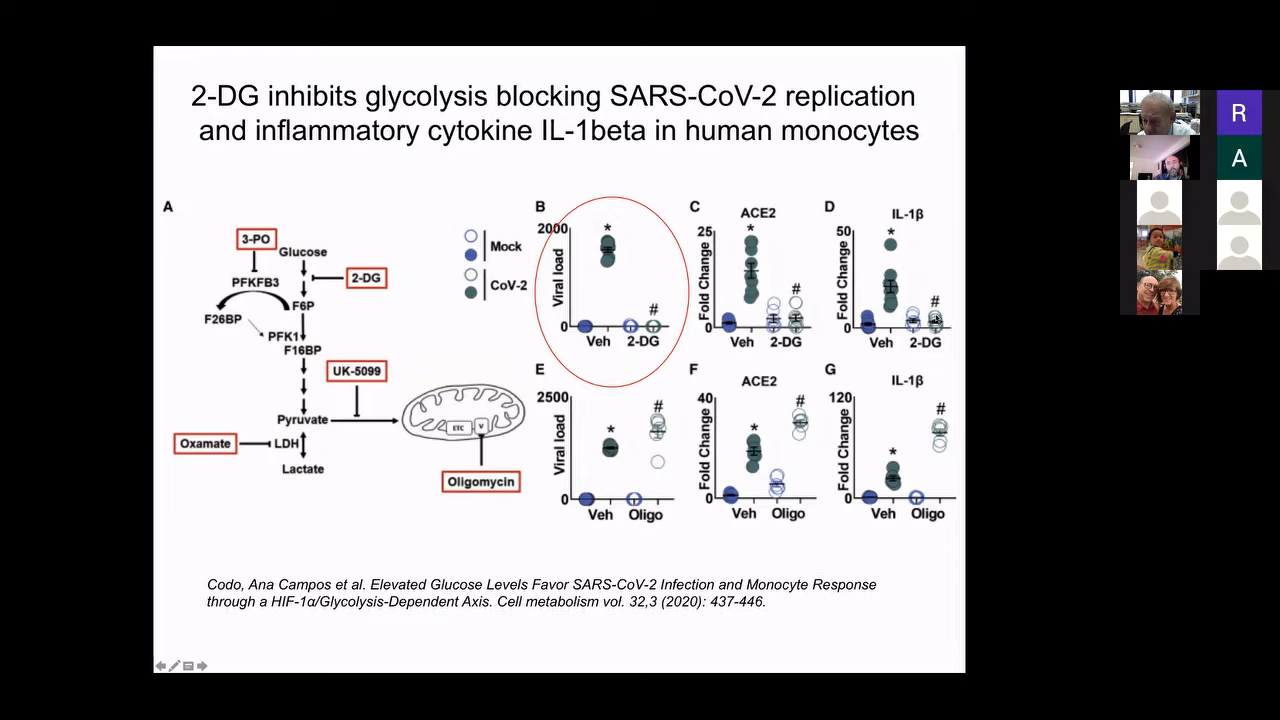 2-DG inhibits glycolysis blocking SARS-CoV-2 replication
and inflammatory cytokine IL-1beta in human monocytes
A
3-PO
Glucose
PFKFB3
2-DG
F26BP
F6P
PFK1
F16BP
UK-5099
Pyruvate
Oxamate
LDH
Lactate
ETC
V
Oligomycin
Mock
CoV-2
B
2000
Viral load
0
*
#
Veh
2-DG
C
ACE2
25
Fold Change
0
*
#
Veh
2-DG
D
IL-1β
50
Fold Change
0
*
#
Veh
2-DG
E
2500
Viral load
0
*
#
Veh
Oligo
F
ACE2
40
Fold Change
0
*
#
Veh
Oligo
G
IL-1β
120
Fold Change
0
*
#
Veh
Oligo
Codo, Ana Campos et al. Elevated Glucose Levels Favor SARS-CoV-2 Infection and Monocyte Response
through a HIF-1α/Glycolysis-Dependent Axis. Cell metabolism vol. 32,3 (2020): 437-446.
R
A